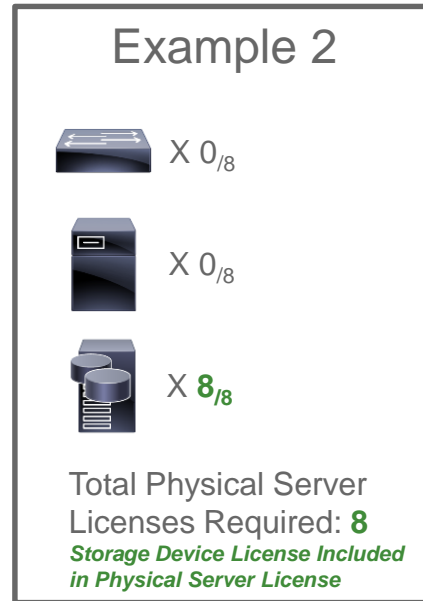 Example 2
X 0/8
X 0/8
X 8/8
Total Physical Server
Licenses Required: 8
Storage Device License Included
in Physical Server License